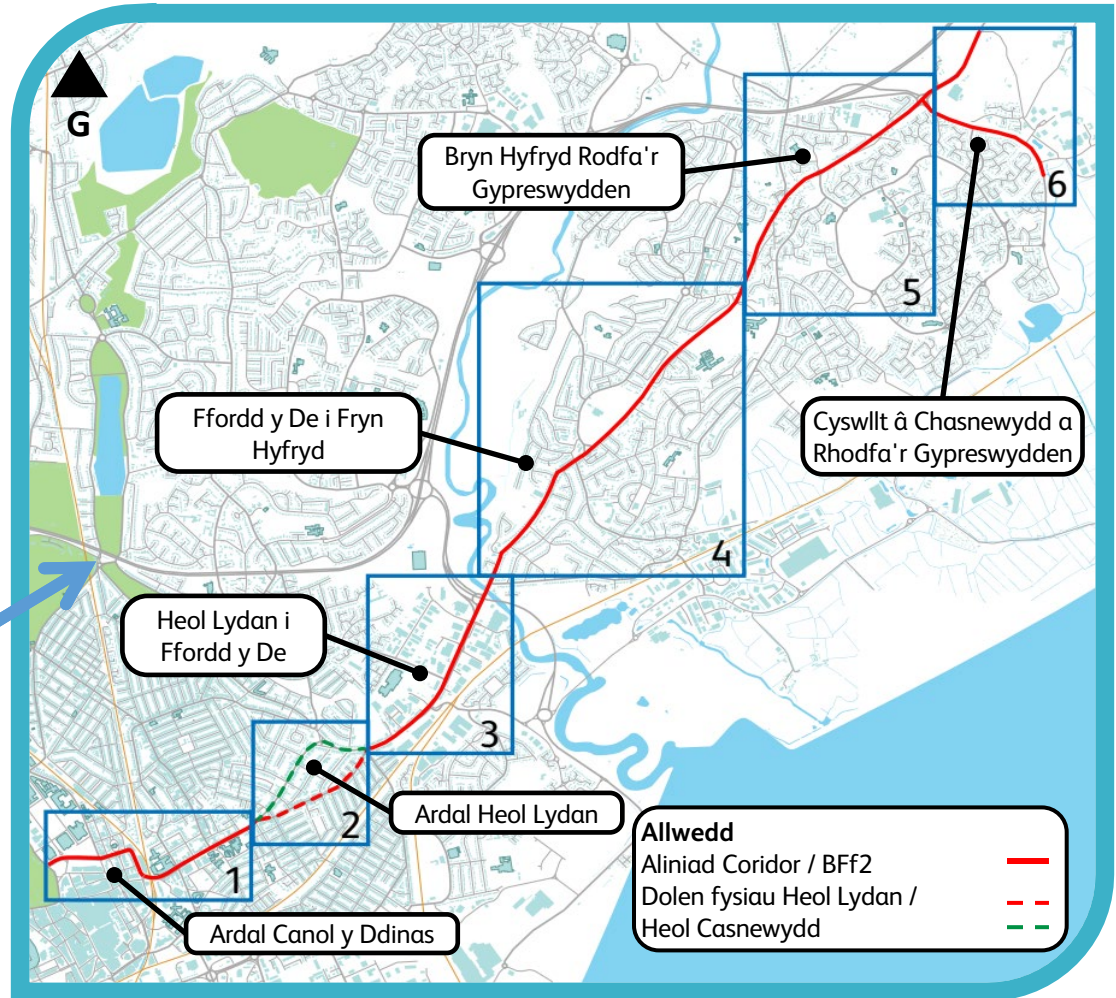 G
Bryn Hyfryd Rodfa'r
Gypreswydden
6
5
Ffordd y De i Fryn
Hyfryd
Cyswllt â Chasnewydd a
Rhodfa'r Gypreswydden
4
Heol Lydan i
Ffordd y De
3
2
Ardal Heol Lydan
1
Ardal Canol y Ddinas
Allwedd
Aliniad Coridor / BFf2
Dolen fysiau Heol Lydan /
Heol Casnewydd